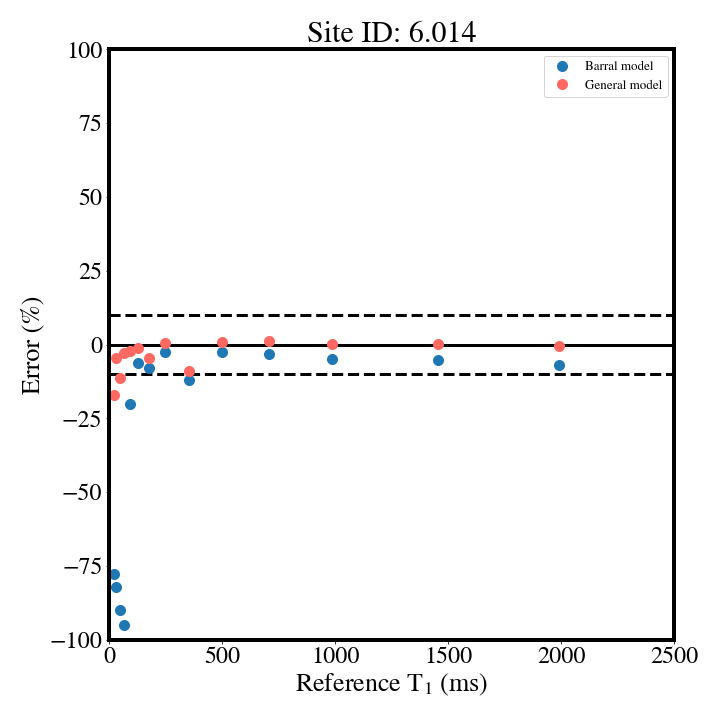 Site ID: 6.014
Barral model
General model
100
75
50
25
0
−25
−50
−75
−100
Error (%)
0 500 1000 1500 2000 2500
Reference T₁ (ms)